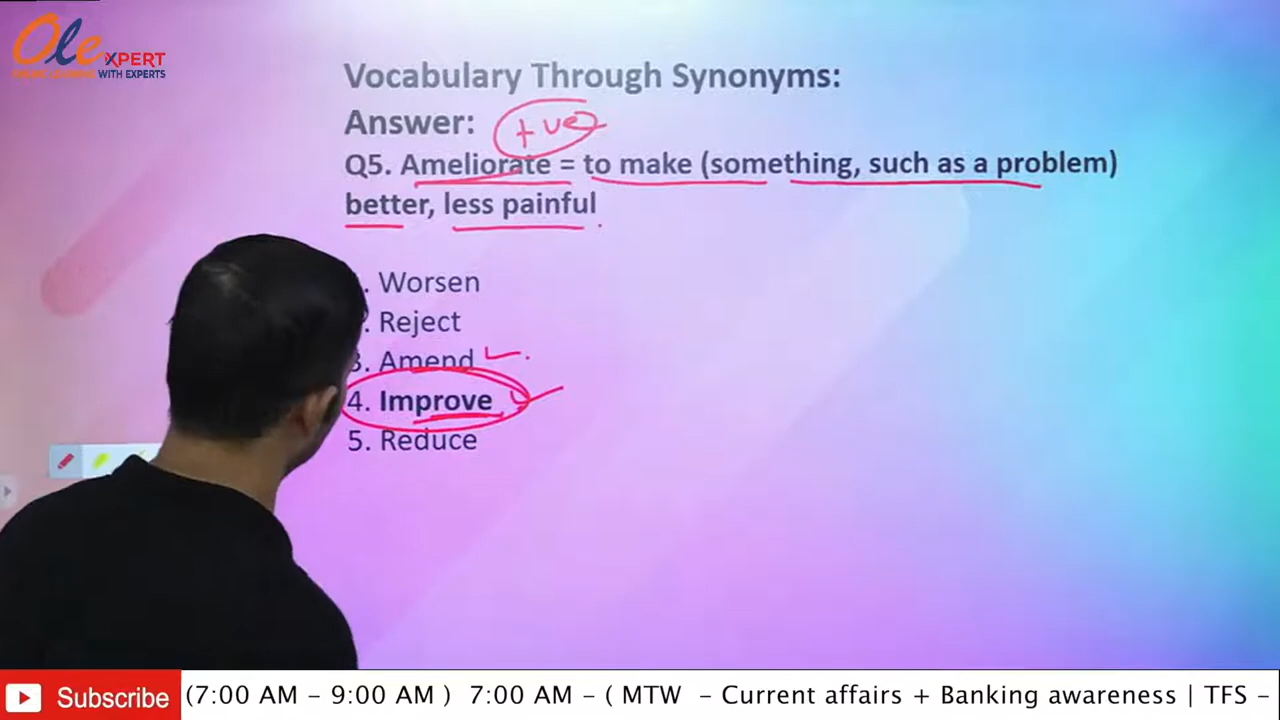 Ole XPERT
WITH EXPERTS
Vocabulary Through Synonyms:
Answer: +ve
Q5. Ameliorate = to make (something, such as a problem)
better, less painful
. Worsen
. Reject
3. Amend
4. Improve
5. Reduce
Subscribe (7:00 AM – 9:00 AM ) 7:00 AM – ( MTW – Current affairs + Banking awareness | TFS –